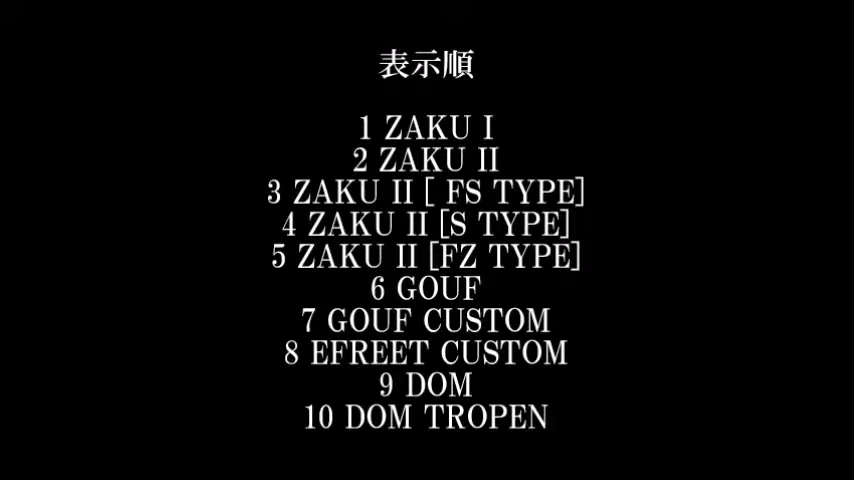 表示順
1 ZAKU I
2 ZAKU II
3 ZAKU II [ FS TYPE]
4 ZAKU II [S TYPE]
5 ZAKU II [FZ TYPE]
6 GOUF
7 GOUF CUSTOM
8 EFREET CUSTOM
9 DOM
10 DOM TROPEN